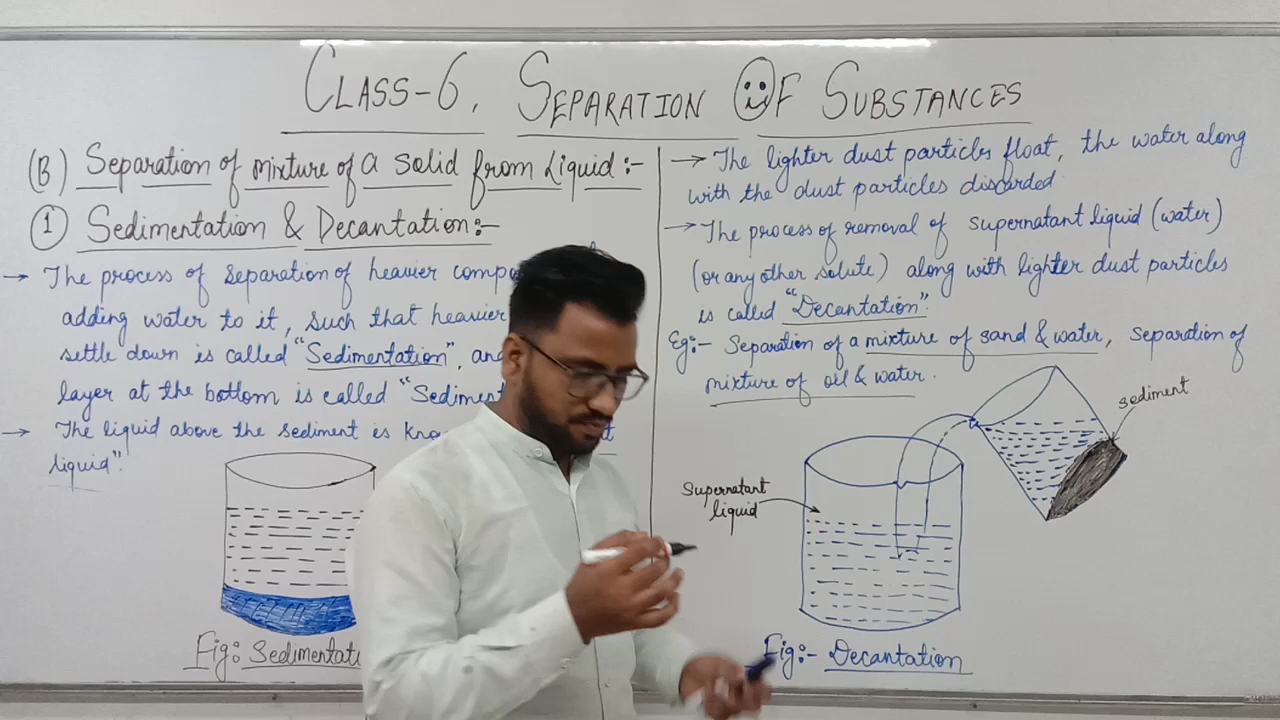 CLASS-6. SEPARATION OF SUBSTANCES
(B) Separation of mixture of a solid from Liquid:-
① Sedimentation & Decantation:-
→ The process of separation of heavier comp
adding water to it, such that heavier
settle down is called "Sedimentation", and
layer at the bottom is called "Sediment
→ The liquid above the sediment is kno
liquid".
Fig: Sedimentati
→ The lighter dust particles float, the water along
with the dust particles discarded.
→ The process of removal of supernatant liquid (water)
(or any other solute) along with lighter dust particles
is called "Decantation".
Eg:- Separation of a mixture of sand & water, Separation of
mixture of oil & water.
sediment
Supernatant
liquid
Fig:- Decantation